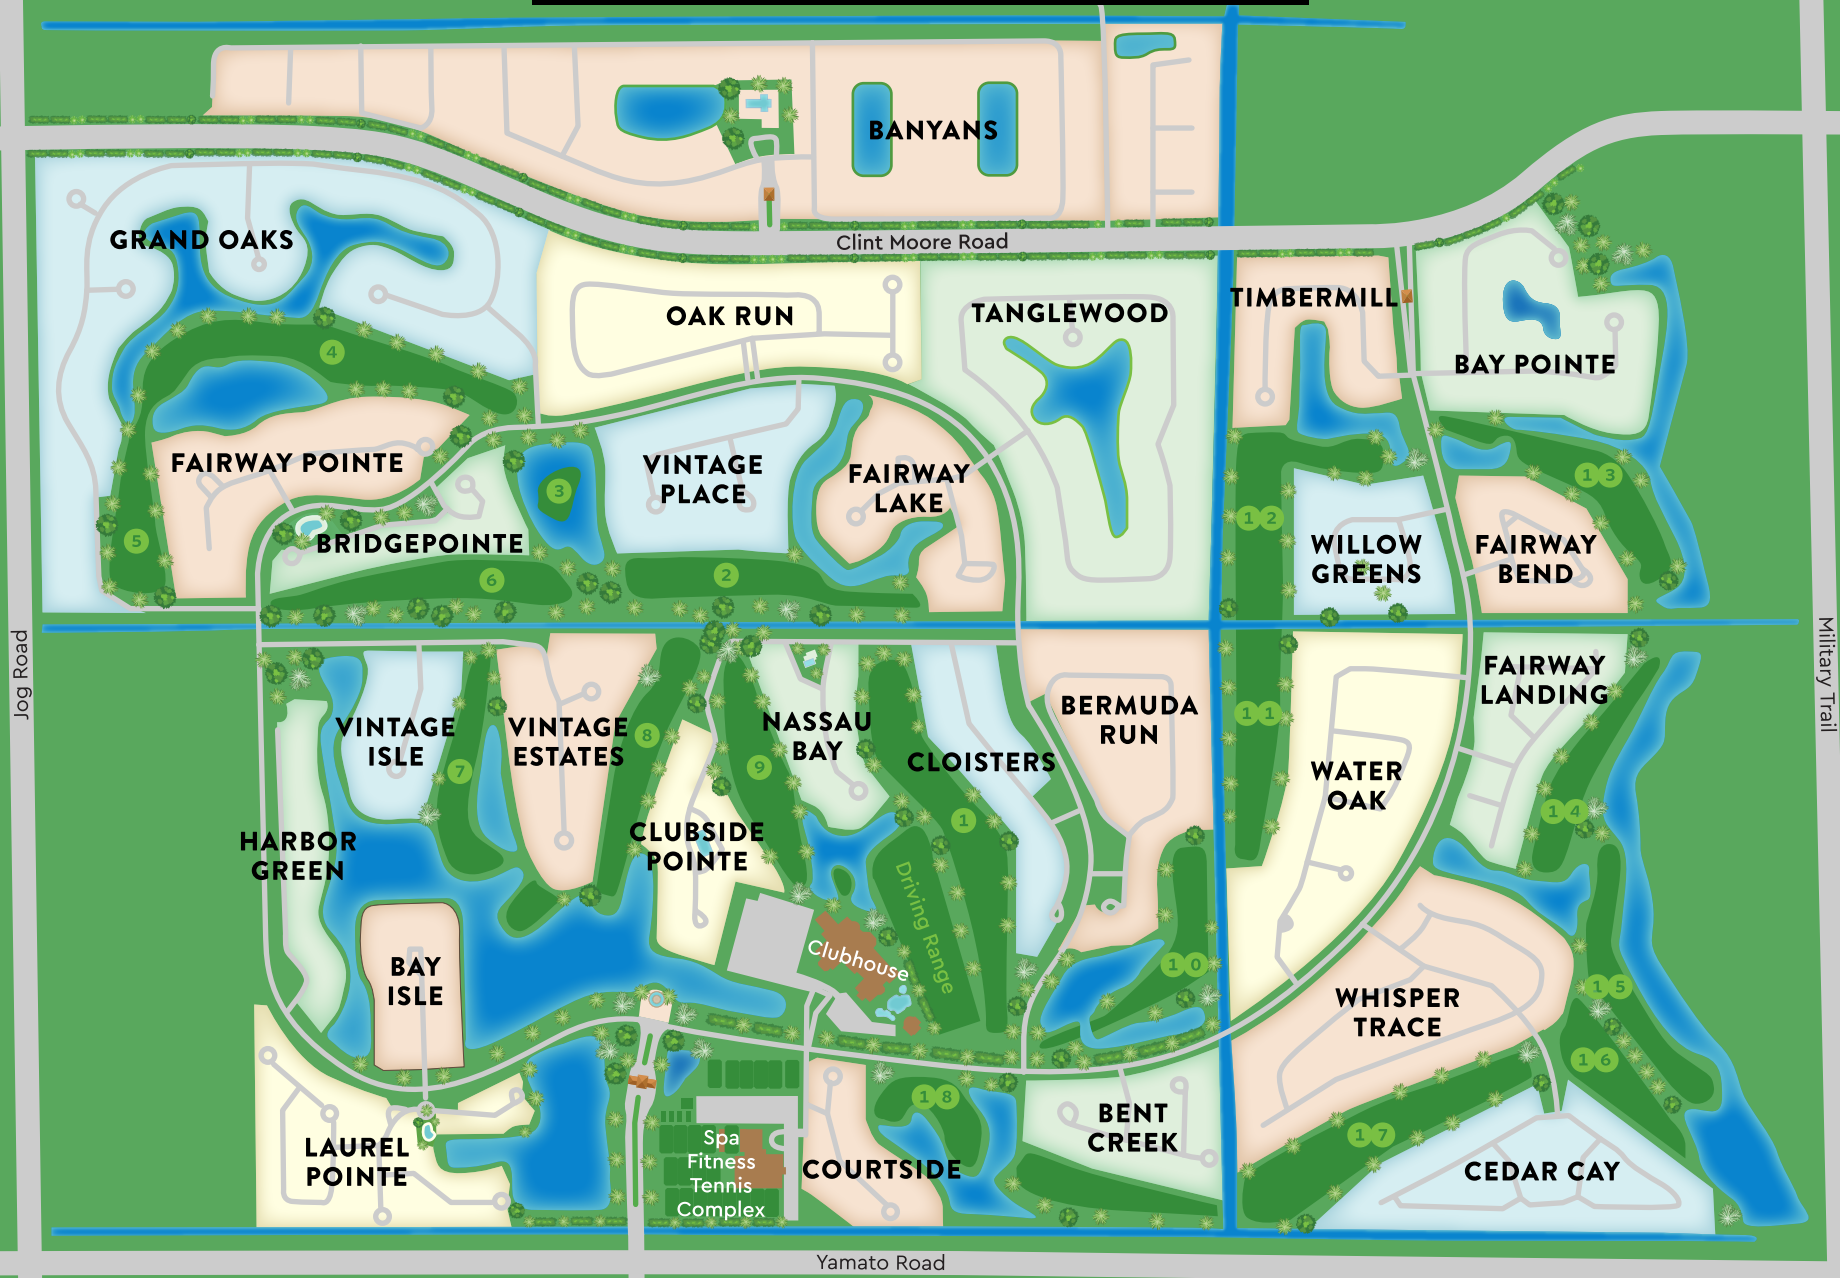 BANYANS
Clint Moore Road
GRAND OAKS
OAK RUN
TANGLEWOOD
TIMBERMILL
BAY POINTE
4
FAIRWAY POINTE
VINTAGE
PLACE
FAIRWAY
LAKE
3
13
12
5
BRIDGEPOINTE
WILLOW
GREENS
FAIRWAY
BEND
6
2
Jog Road
Military Trail
VINTAGE
ISLE
VINTAGE
ESTATES
8
NASSAU
BAY
CLOISTERS
BERMUDA
RUN
11
FAIRWAY
LANDING
7
9
WATER
OAK
HARBOR
GREEN
CLUBSIDE
POINTE
1
14
Driving Range
BAY
ISLE
Clubhouse
10
15
WHISPER
TRACE
16
18
BENT
CREEK
17
LAUREL
POINTE
Spa
Fitness
Tennis
Complex
COURTSIDE
CEDAR CAY
Yamato Road